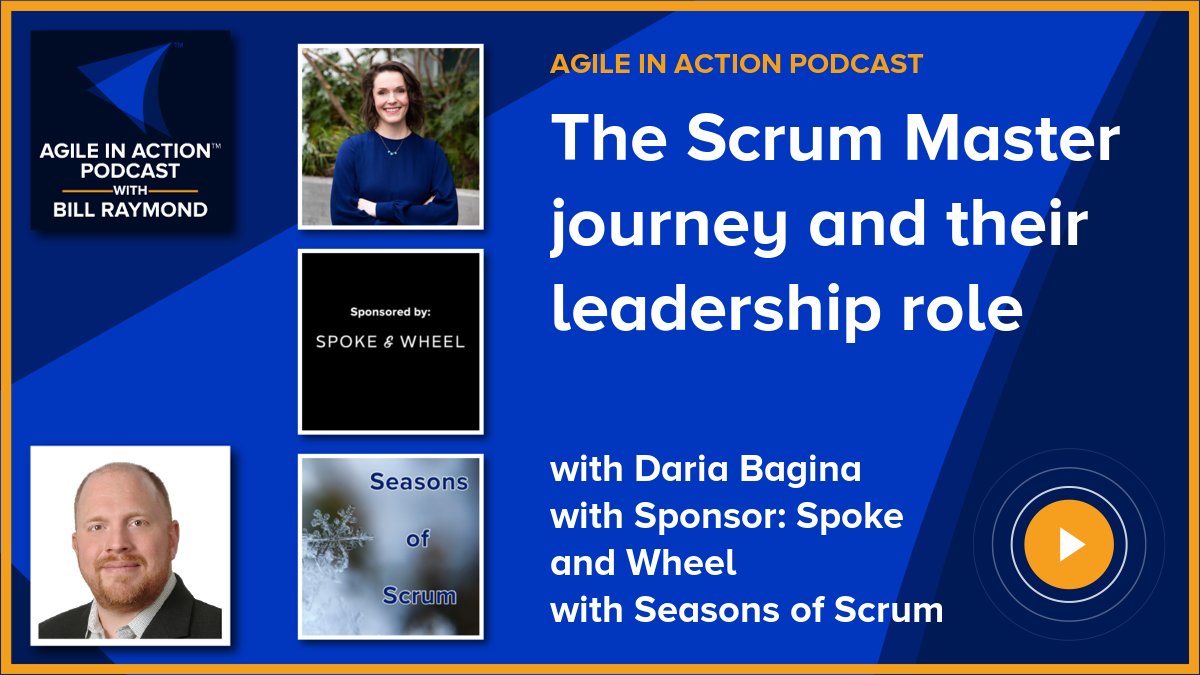 AGILE IN ACTION™
PODCAST
WITH
BILL RAYMOND
Sponsored by:
SPOKE & WHEEL
Seasons
of
Scrum
AGILE IN ACTION PODCAST
The Scrum Master
journey and their
leadership role
with Daria Bagina
with Sponsor: Spoke
and Wheel
with Seasons of Scrum